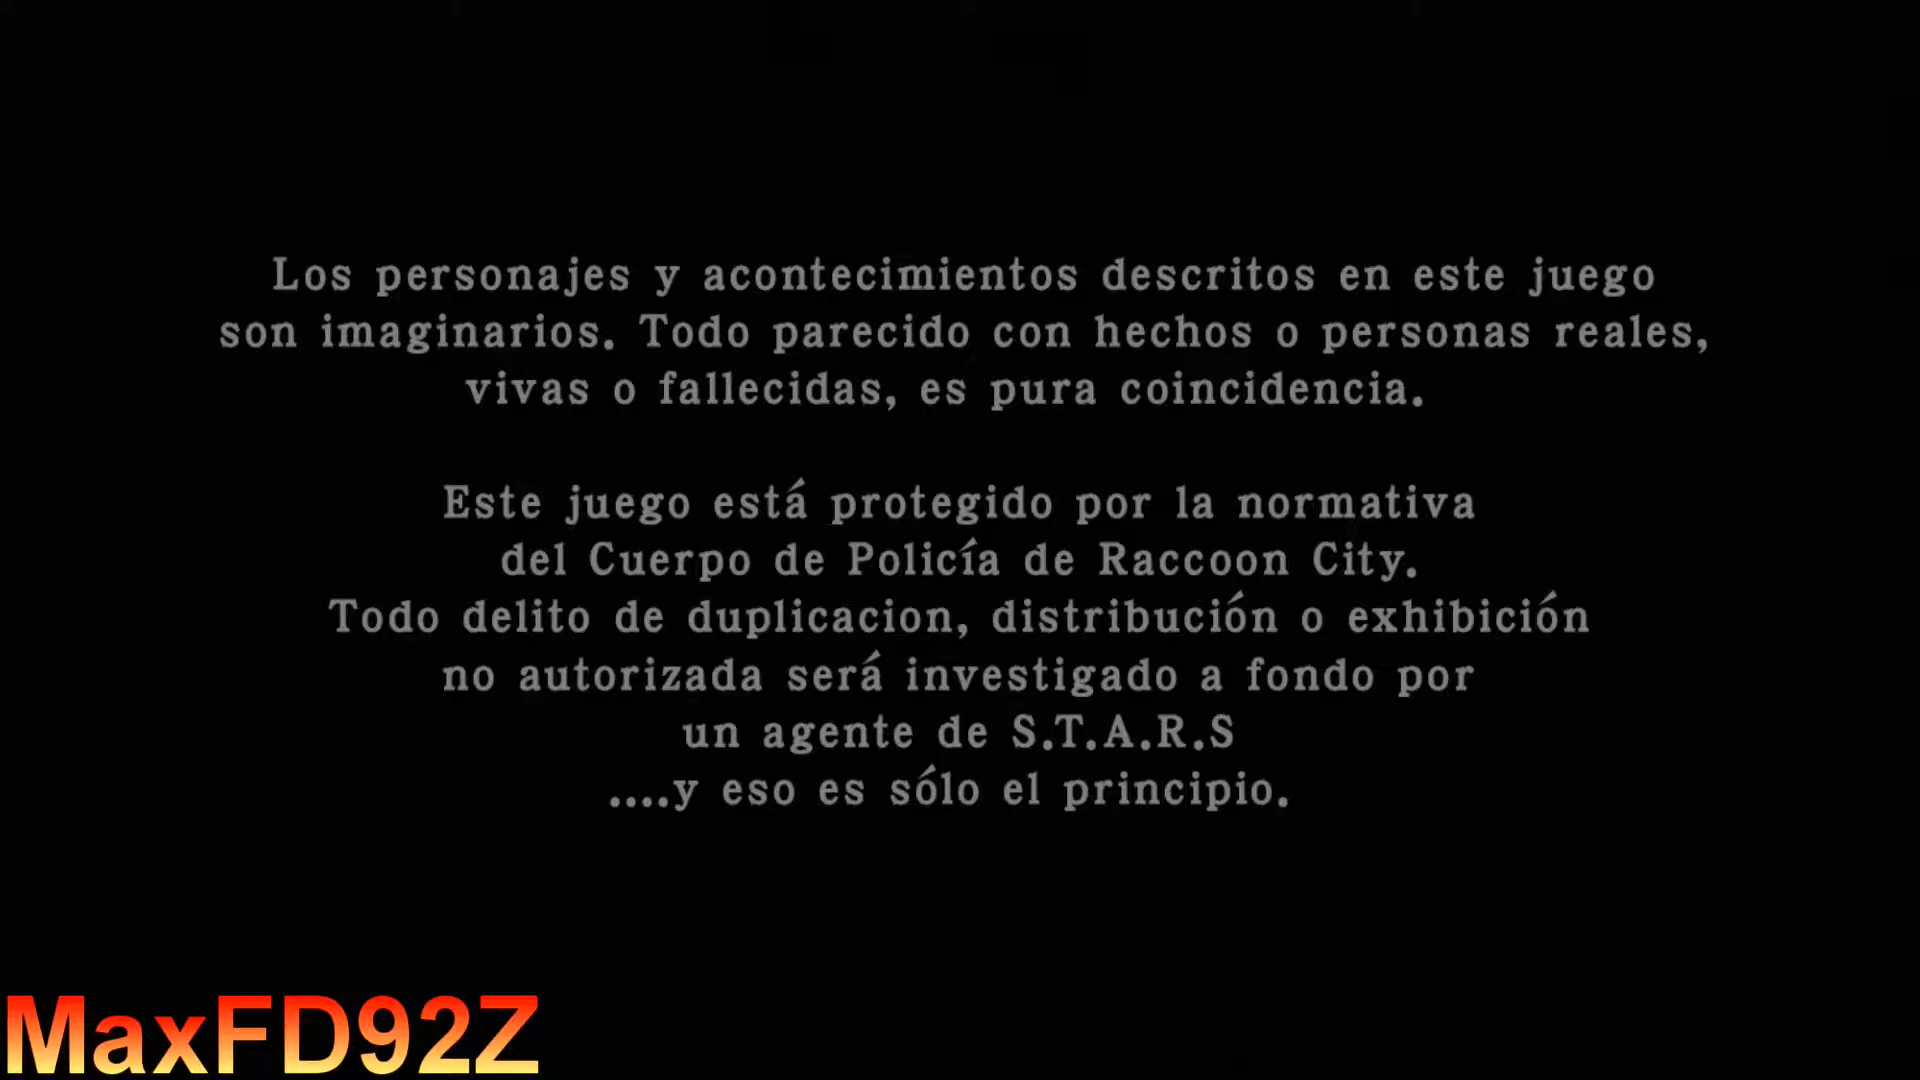 Los personajes y acontecimientos descritos en este juego
son imaginarios. Todo parecido con hechos o personas reales,
vivas o fallecidas, es pura coincidencia.
Este juego está protegido por la normativa
del Cuerpo de Policía de Raccoon City.
Todo delito de duplicacion, distribución o exhibición
no autorizada será investigado a fondo por
un agente de S.T.A.R.S
....y eso es sólo el principio.
MaxFD92Z